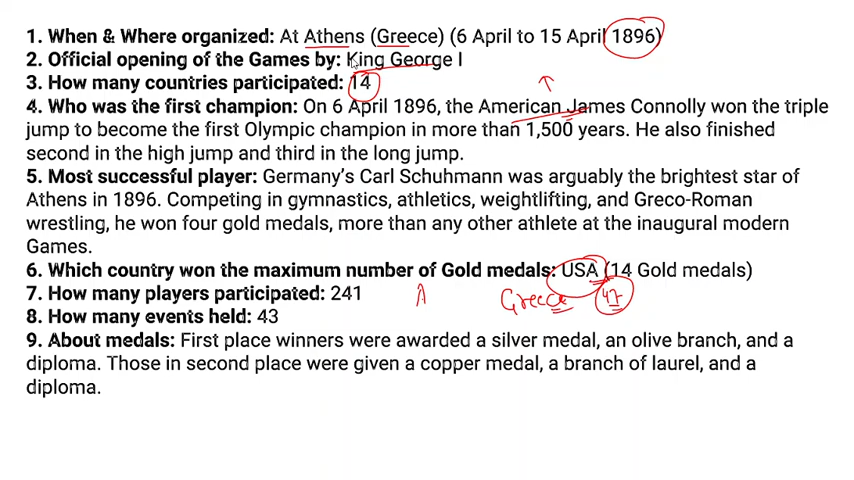 1. When & Where organized: At Athens (Greece) (6 April to 15 April 1896)
2. Official opening of the Games by: King George I
3. How many countries participated: 14
4. Who was the first champion: On 6 April 1896, the American James Connolly won the triple
jump to become the first Olympic champion in more than 1,500 years. He also finished
second in the high jump and third in the long jump.
5. Most successful player: Germany's Carl Schuhmann was arguably the brightest star of
Athens in 1896. Competing in gymnastics, athletics, weightlifting, and Greco-Roman
wrestling, he won four gold medals, more than any other athlete at the inaugural modern
Games.
6. Which country won the maximum number of Gold medals: USA (14 Gold medals)
7. How many players participated: 241
Greece 47
8. How many events held: 43
9. About medals: First place winners were awarded a silver medal, an olive branch, and a
diploma. Those in second place were given a copper medal, a branch of laurel, and a
diploma.